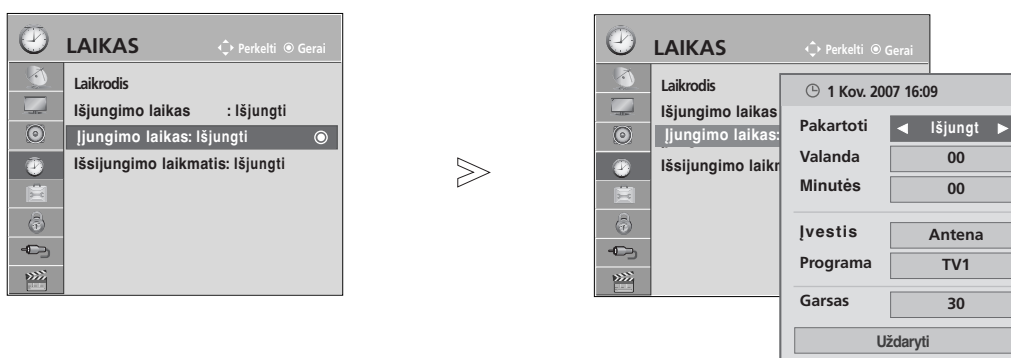 LAIKAS
Perkelti Gerai
Laikrodis
Išjungimo laikas : Išjungti
Įjungimo laikas: Išjungti
Išsijungimo laikmatis: Išjungti
LAIKAS
Perkelti Gerai
Laikrodis
Išjungimo laikas
Įjungimo laikas:
Išsijungimo laikm
1 Kov. 2007 16:09
Pakartoti ◄ Išjungt ►
Valanda 00
Minutės 00
Įvestis Antena
Programa TV1
Garsas 30
Uždaryti